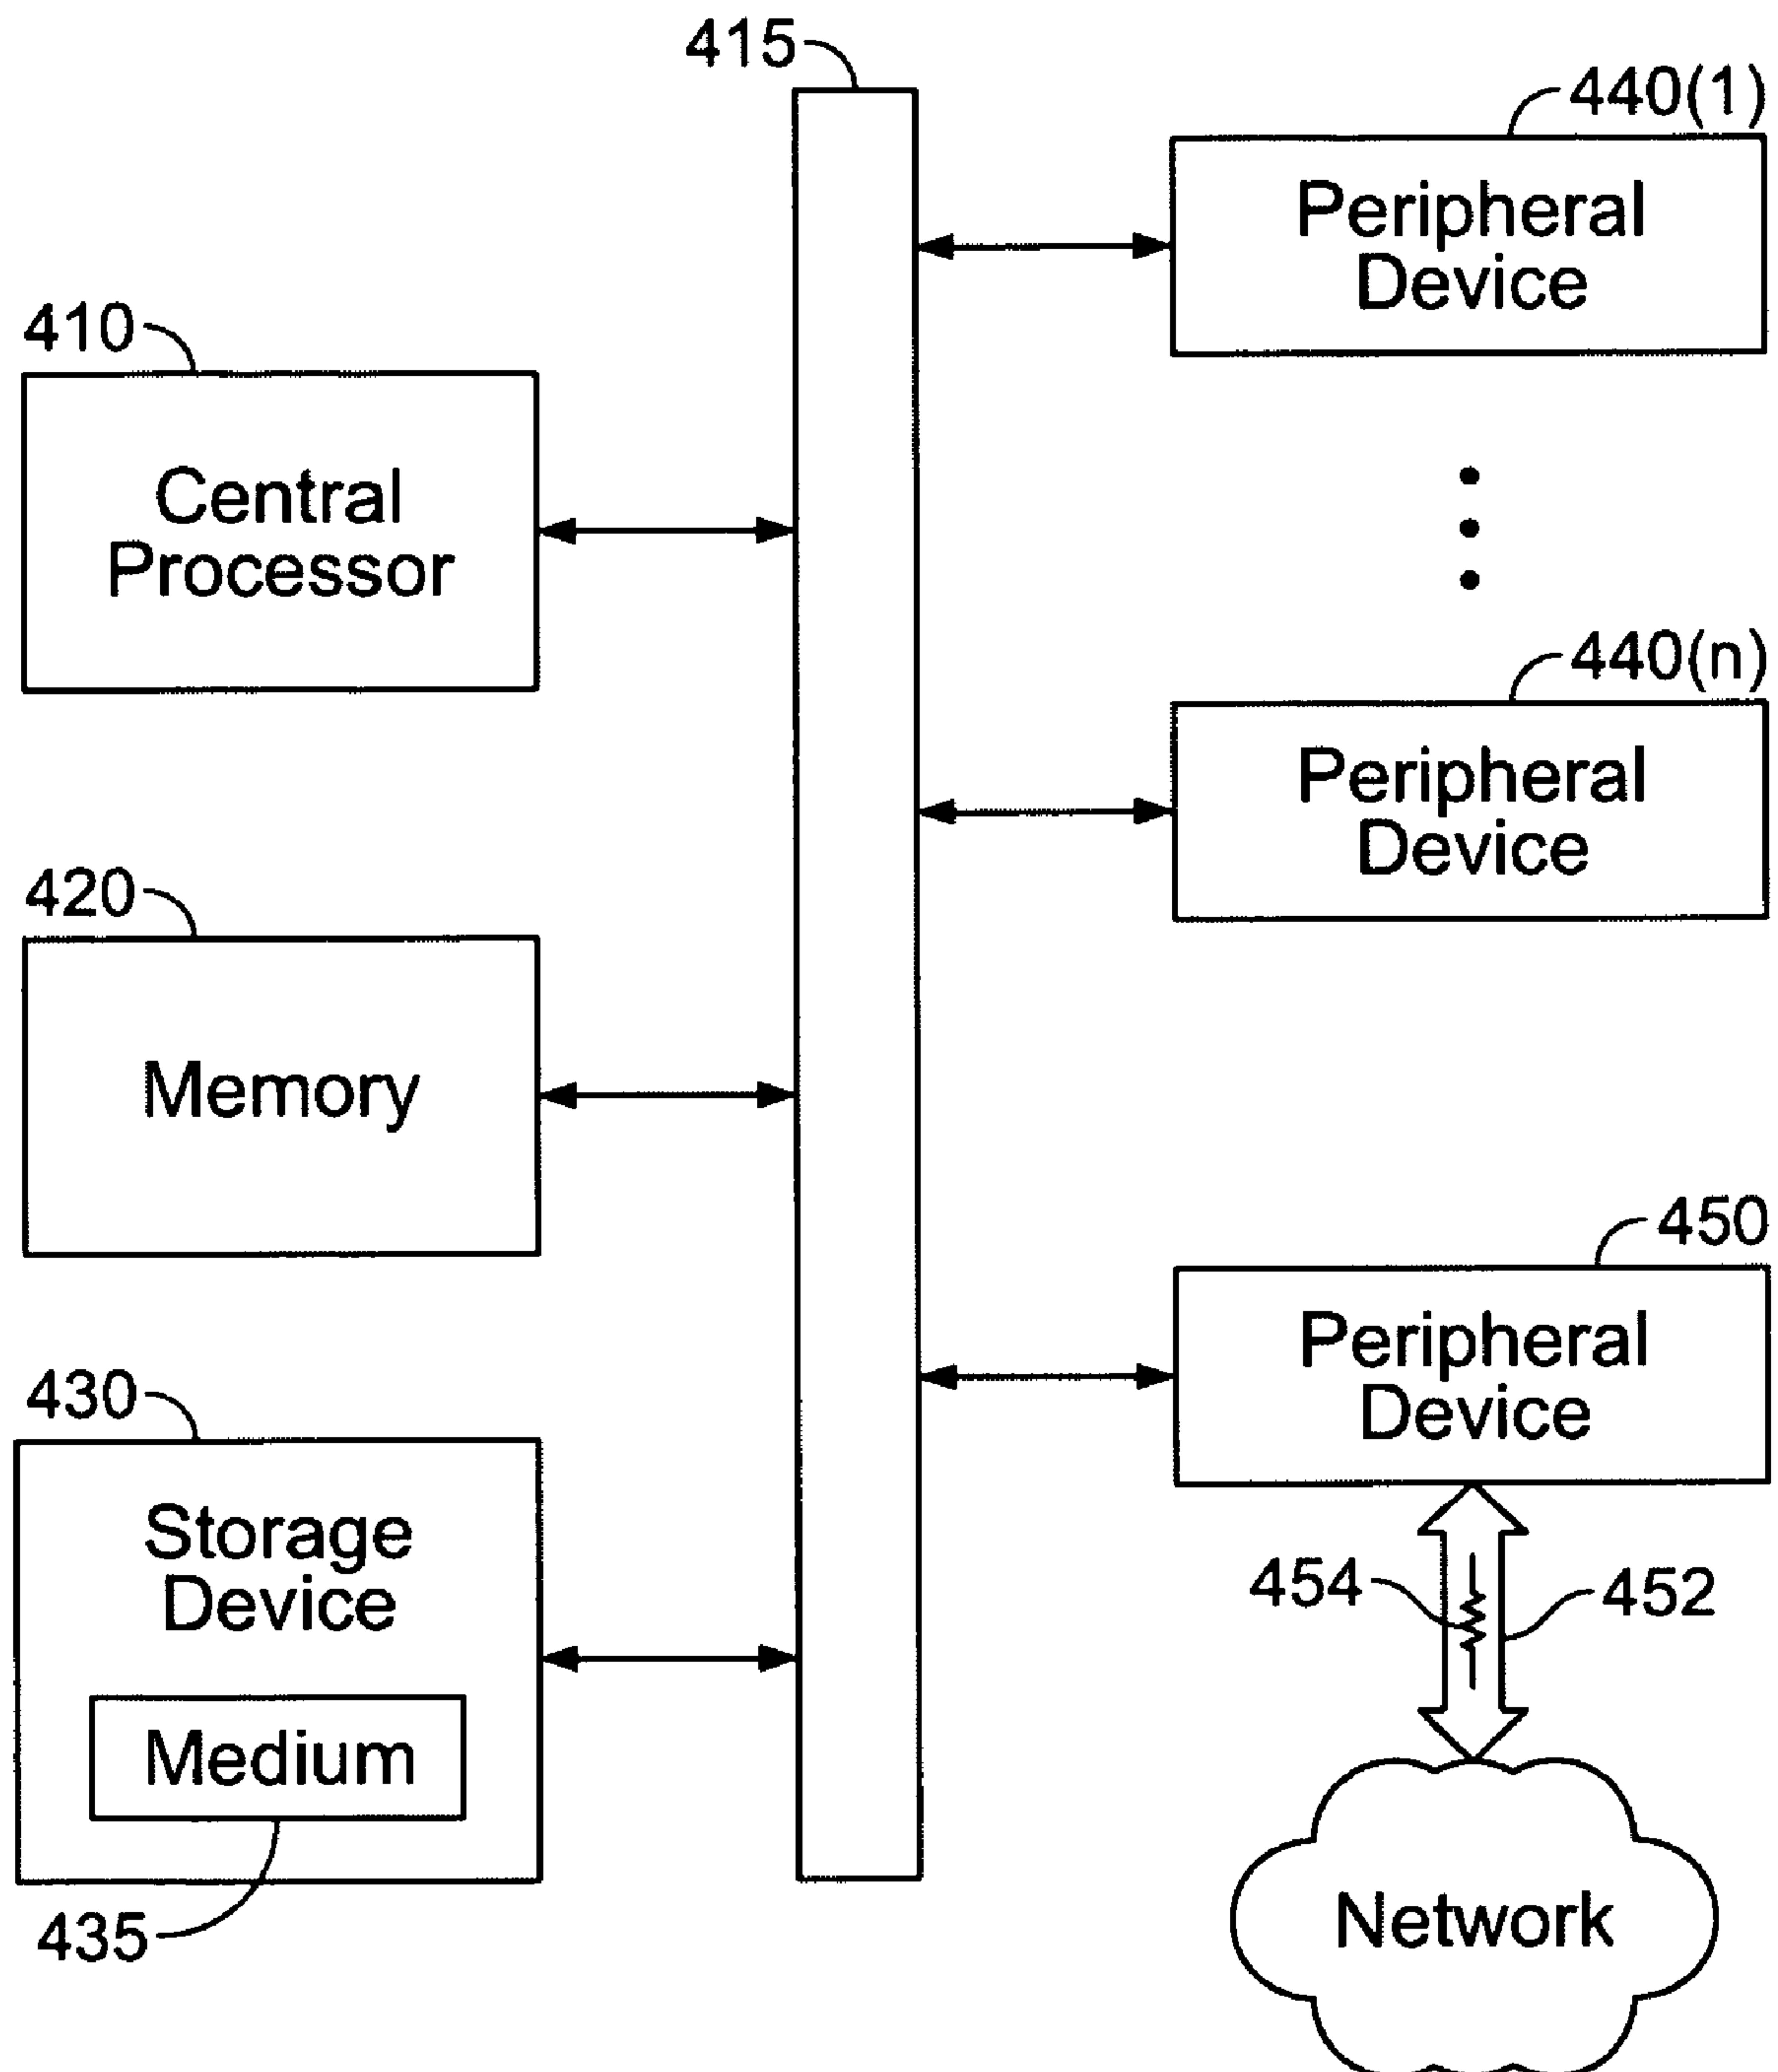 415
440(1)
Peripheral
Device
410
Central
Processor
440(n)
Peripheral
Device
420
Memory
450
Peripheral
Device
430
Storage
Device
Medium
435
454
452
Network